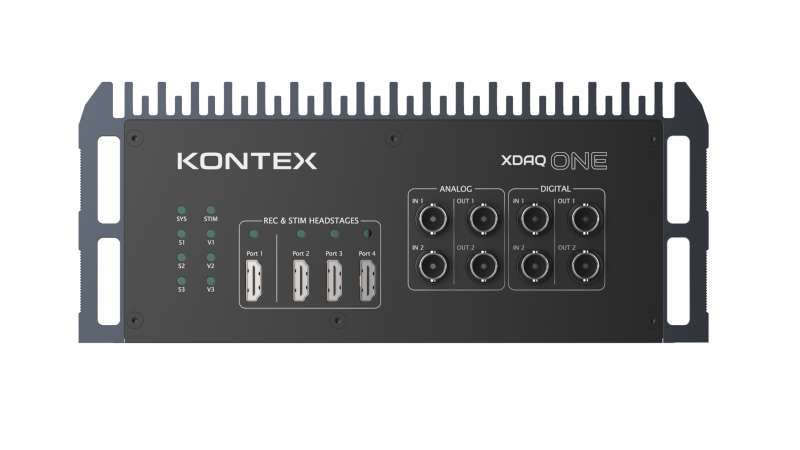 KONTEX
XDAQ ONE
ANALOG
DIGITAL
IN 1
OUT 1
IN 1
OUT 1
SYS
STIM
REC & STIM HEADSTAGES
S1
V1
IN 2
OUT 2
IN 2
OUT 2
Port 1
Port 2
Port 3
Port 4
S2
V2
S3
V3